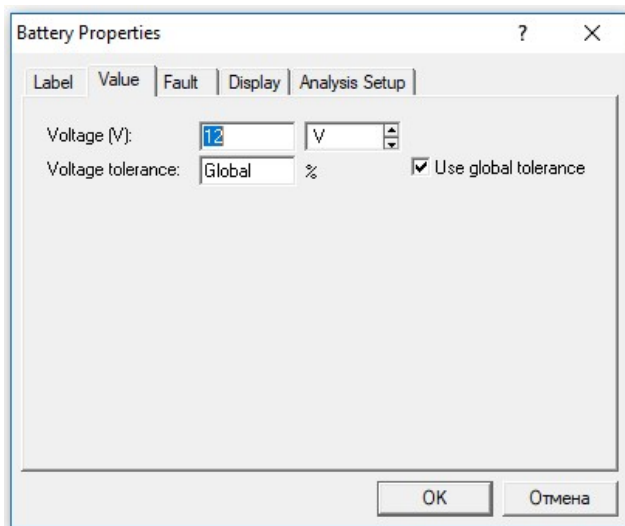 Battery Properties ? ×
Label Value Fault Display Analysis Setup
Voltage (V): 12 V
Voltage tolerance: Global % Use global tolerance
OK Отмена